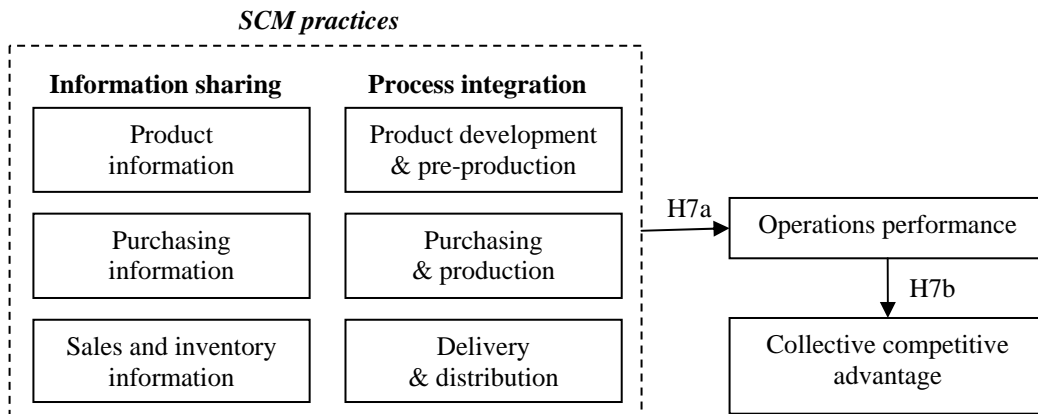 SCM practices
Information sharing
Process integration
Product
information
Product development
& pre-production
Purchasing
information
Purchasing
& production
Sales and inventory
information
Delivery
& distribution
H7a
Operations performance
H7b
Collective competitive
advantage